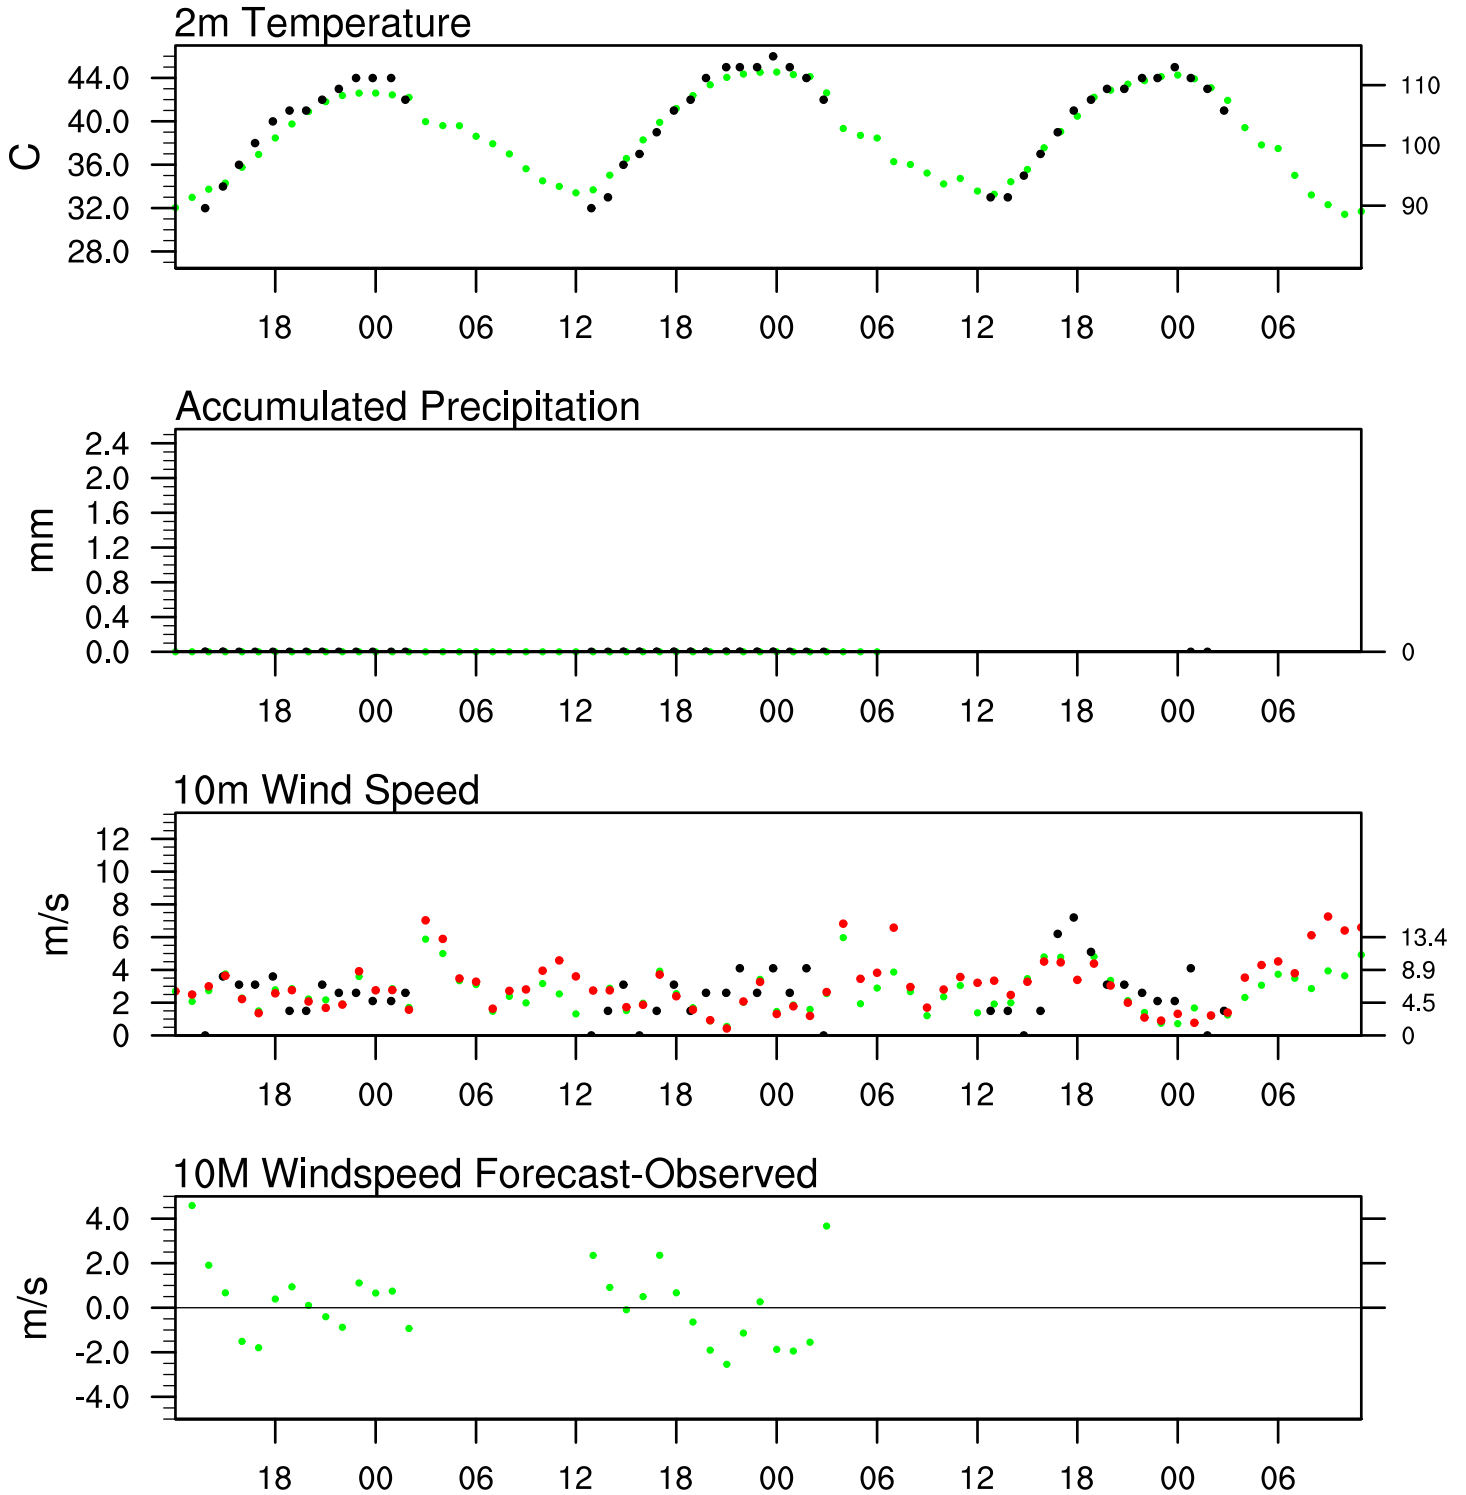 2m Temperature
44.0
40.0
36.0
32.0
28.0
C
110
100
90
18 00 06 12 18 00 06 12 18 00 06
Accumulated Precipitation
2.4
2.0
1.6
1.2
0.8
0.4
0.0
mm
0
18 00 06 12 18 00 06 12 18 00 06
10m Wind Speed
12
10
8
6
4
2
0
m/s
13.4
8.9
4.5
0
18 00 06 12 18 00 06 12 18 00 06
10M Windspeed Forecast-Observed
4.0
2.0
0.0
-2.0
-4.0
m/s
18 00 06 12 18 00 06 12 18 00 06